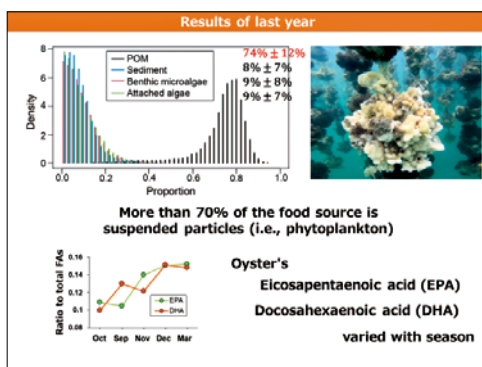 Results of last year
8
6
4
2
0
Density
POM
Sediment
Benthic microalgae
Attached algae
74% ± 12%
8% ± 7%
9% ± 8%
9% ± 7%
0.0 0.2 0.4 0.6 0.8 1.0
Proportion
More than 70% of the food source is
suspended particles (i.e., phytoplankton)
Ratio to total FAs
0.16
0.14
0.12
0.1
0.08
EPA
DHA
Oct Sep Nov Dec Mar
Oyster's
Eicosapentaenoic acid (EPA)
Docosahexaenoic acid (DHA)
varied with season